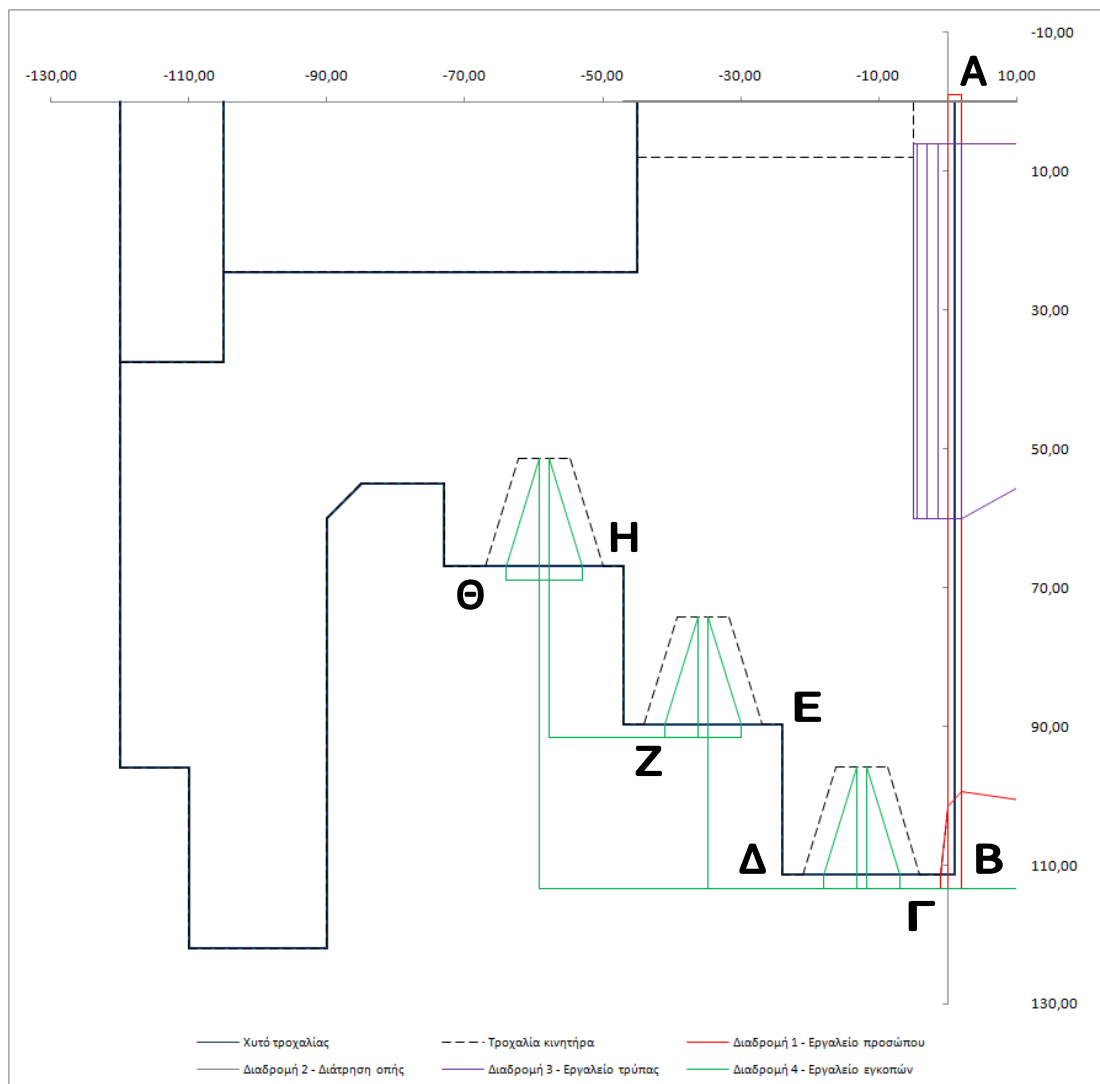 -10,00
-130,00 -110,00 -90,00 -70,00 -50,00 -30,00 -10,00 Α 10,00
10,00
30,00
50,00
Η
Θ
70,00
Ε
90,00
Ζ
Δ Β 110,00
Γ
130,00
Χυτό τροχαλίας Τροχαλία κινητήρα Διαδρομή 1 - Εργαλείο προσώπου
Διαδρομή 2 - Διάτρηση οπής Διαδρομή 3 - Εργαλείο τρύπας Διαδρομή 4 - Εργαλείο εγκοπών